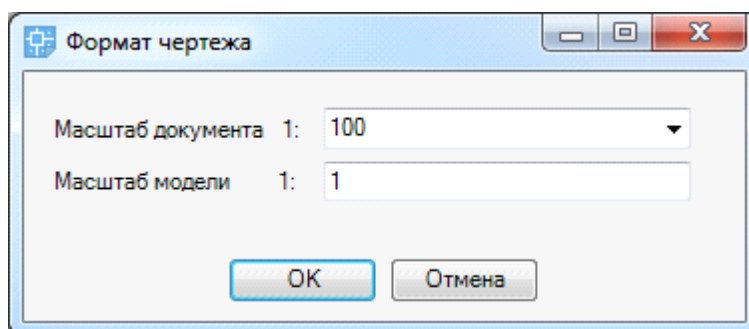 Формат чертежа
Масштаб документа 1: 100
Масштаб модели 1: 1
OK Отмена